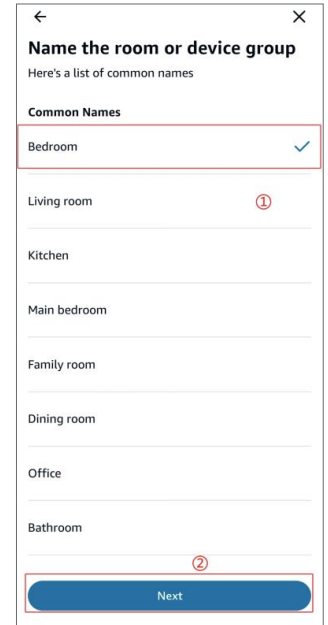 Name the room or device group
Here's a list of common names
Common Names
Bedroom
Living room
①
Kitchen
Main bedroom
Family room
Dining room
Office
Bathroom
②
Next